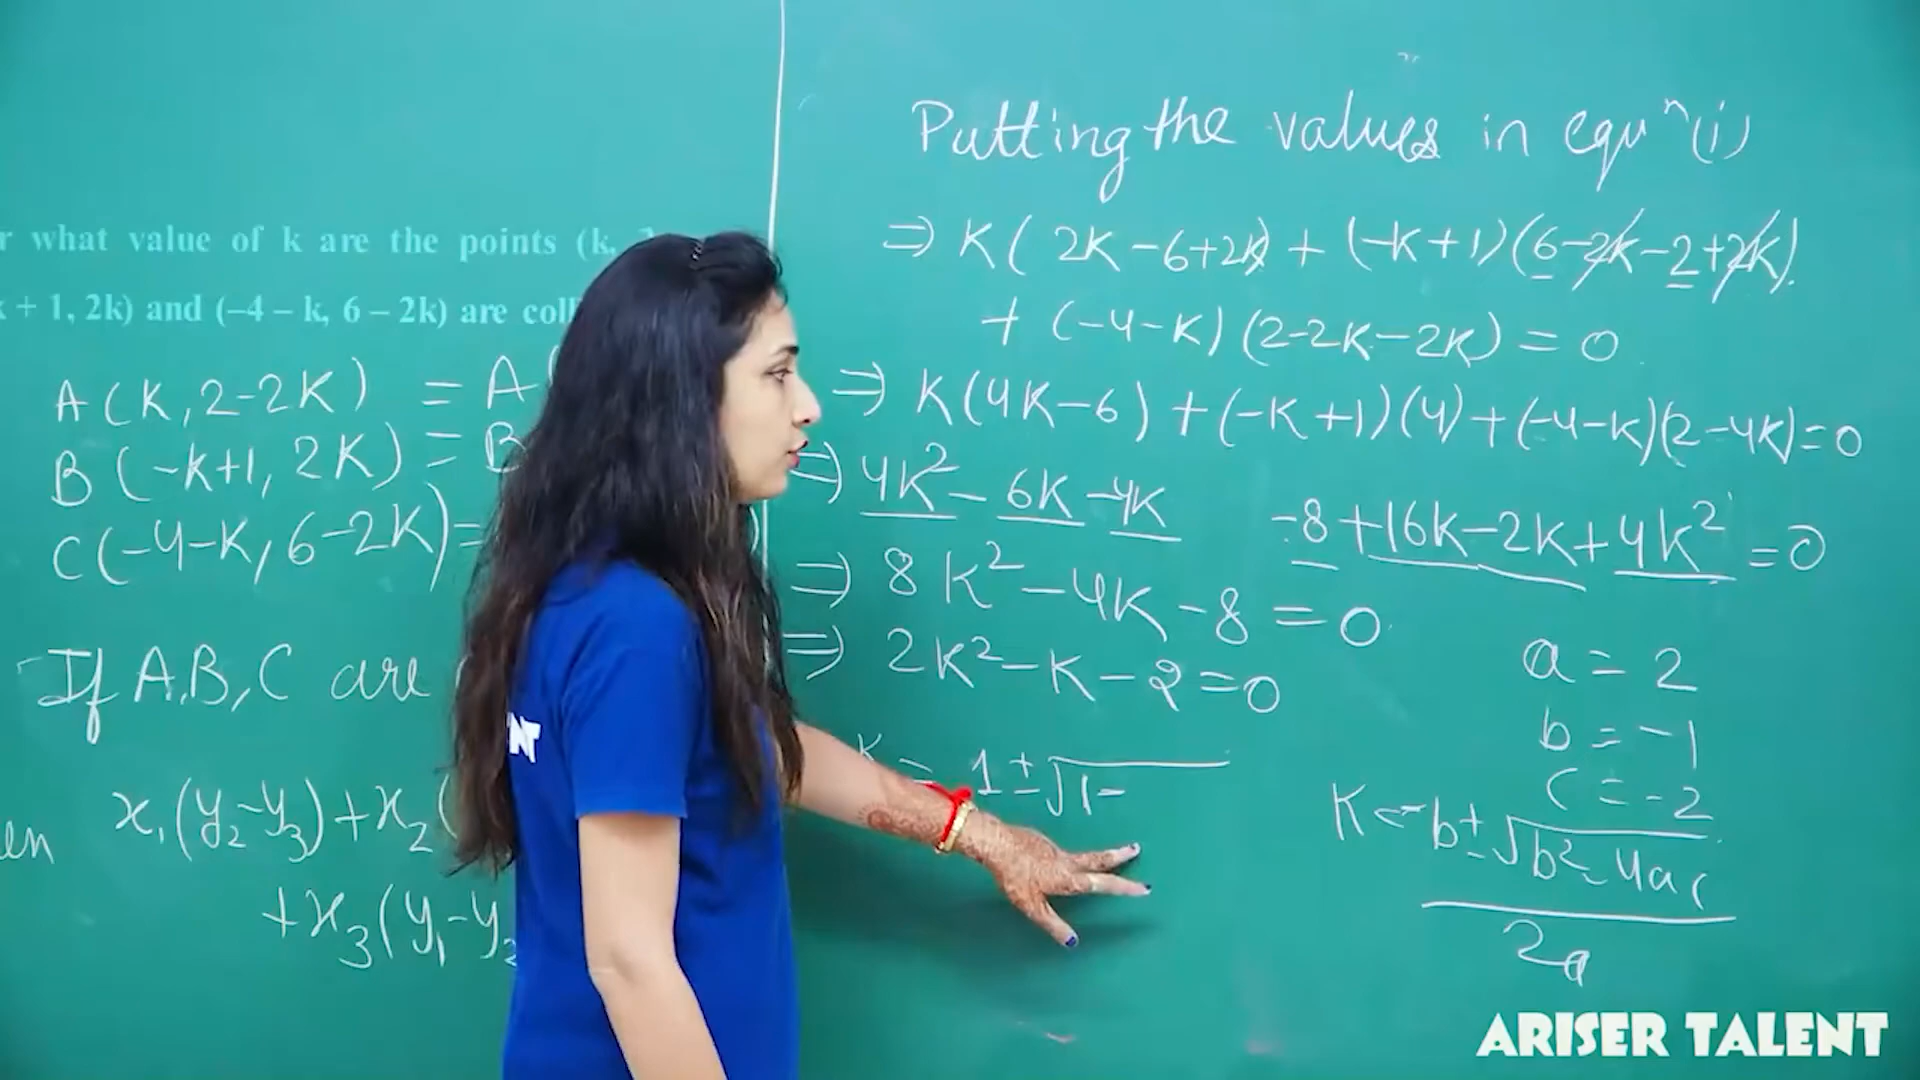 r what value of k are the points (k,
+ 1, 2k) and (–4 – k, 6 – 2k) are coll
A(K, 2-2K) = A
B(-k+1, 2K) = B
C(-4-K, 6-2K) =
If A,B,C are
en x₁(y₂-y₃)+x₂(
+x₃(y₁-y₂
Putting the values in equⁿ(i)
⇒ K(2K-6+2k) + (-k+1)(6-2k-2+2k)
+ (-4-K)(2-2K-2K) = 0
⇒ K(4K-6)+(-K+1)(4)+(-4-K)(2-4K)=0
⇒ 4K² - 6K -4K -8+16K-2K+4K² =0
⇒ 8K² -4K -8 = 0
⇒ 2K²-K-2=0
a = 2
b = -1
c = -2
K = 1±√1-
K = -b±√b²-4ac
2a
NT
ARISER TALENT